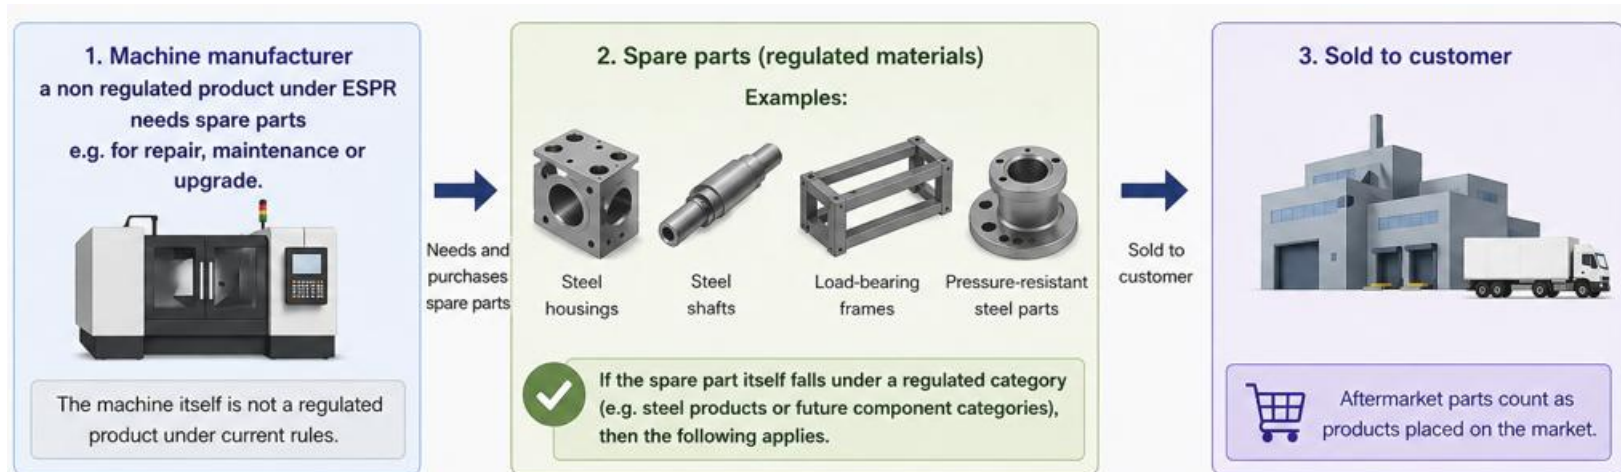 1. Machine manufacturer
a non regulated product under ESPR
needs spare parts
e.g. for repair, maintenance or
upgrade.
The machine itself is not a regulated
product under current rules.
Needs and
purchases
spare parts
2. Spare parts (regulated materials)
Examples:
Steel
housings
Steel
shafts
Load-bearing
frames
Pressure-resistant
steel parts
If the spare part itself falls under a regulated category
(e.g. steel products or future component categories),
then the following applies.
Sold to
customer
3. Sold to customer
Aftermarket parts count as
products placed on the market.